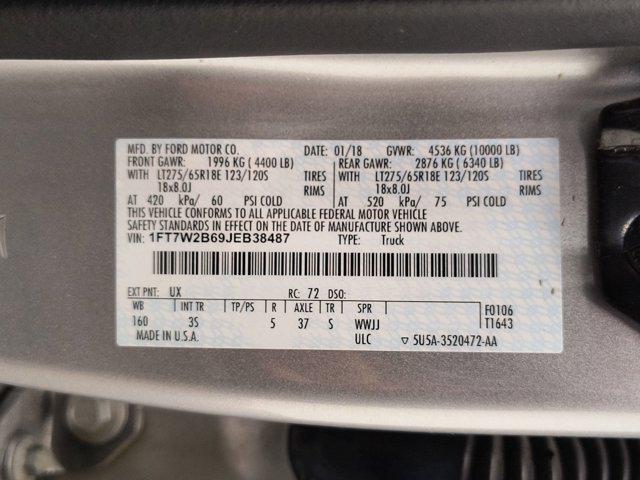 MFD. BY FORD MOTOR CO. DATE: 01/18 GVWR: 4536 KG (10000 LB)
FRONT GAWR: 1996 KG ( 4400 LB) REAR GAWR: 2876 KG ( 6340 LB)
WITH LT275/65R18E 123/120S TIRES WITH LT275/65R18E 123/120S TIRES
18x8.0J RIMS 18x8.0J RIMS
AT 420 kPa/ 60 PSI COLD AT 520 kPa/ 75 PSI COLD
THIS VEHICLE CONFORMS TO ALL APPLICABLE FEDERAL MOTOR VEHICLE
SAFETY STANDARDS IN EFFECT ON THE DATE OF MANUFACTURE SHOWN ABOVE.
VIN: 1FT7W2B69JEB38487 TYPE: Truck
EXT PNT: UX RC: 72 DSO:
WB INT TR TP/PS R AXLE TR SPR F0106
160 3S 5 37 S WWJJ T1643
MADE IN U.S.A. ULC ▽ 5U5A-3520472-AA